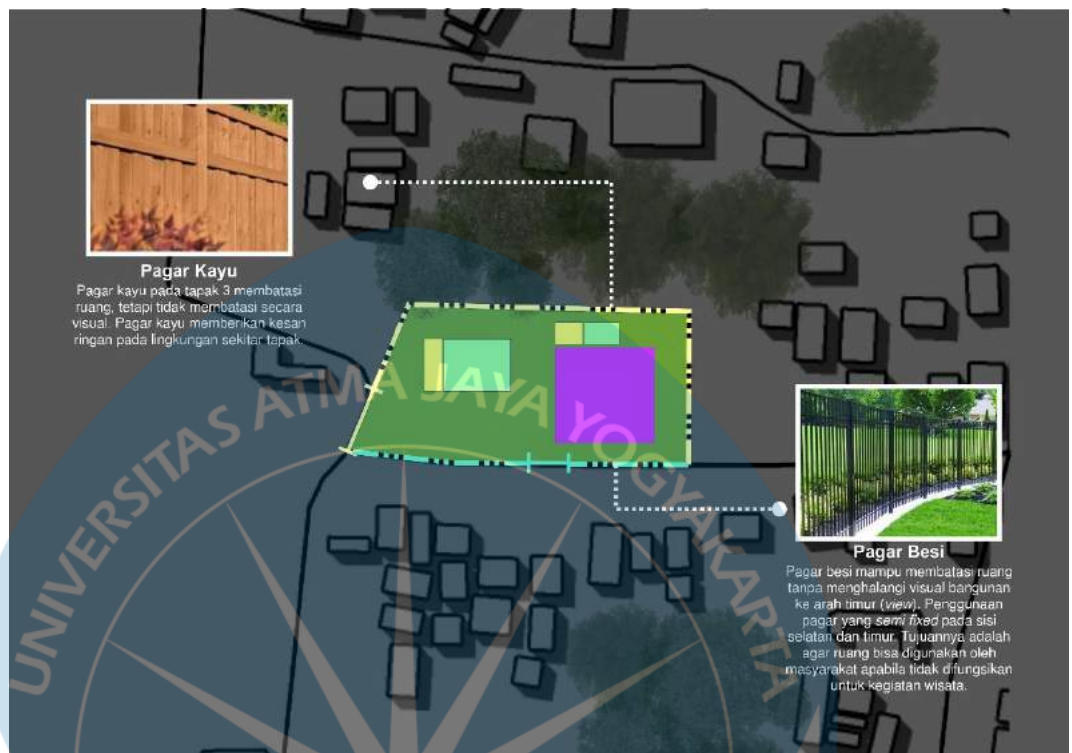 Pagar Kayu
Pagar kayu pada tapak 3 membatasi
ruang, tetapi tidak membatasi secara
visual. Pagar kayu memberikan kesan
ringan pada lingkungan sekitar tapak.
UNIVERSITAS ATMA JAYA YOGYAKARTA
Pagar Besi
Pagar besi mampu membatasi ruang
tanpa menghalangi visual bangunan
ke arah timur (view). Penggunaan
pagar yang semi fixed pada sisi
selatan dan timur. Tujuannya adalah
agar ruang bisa digunakan oleh
masyarakat apabila tidak difungsikan
untuk kegiatan wisata.